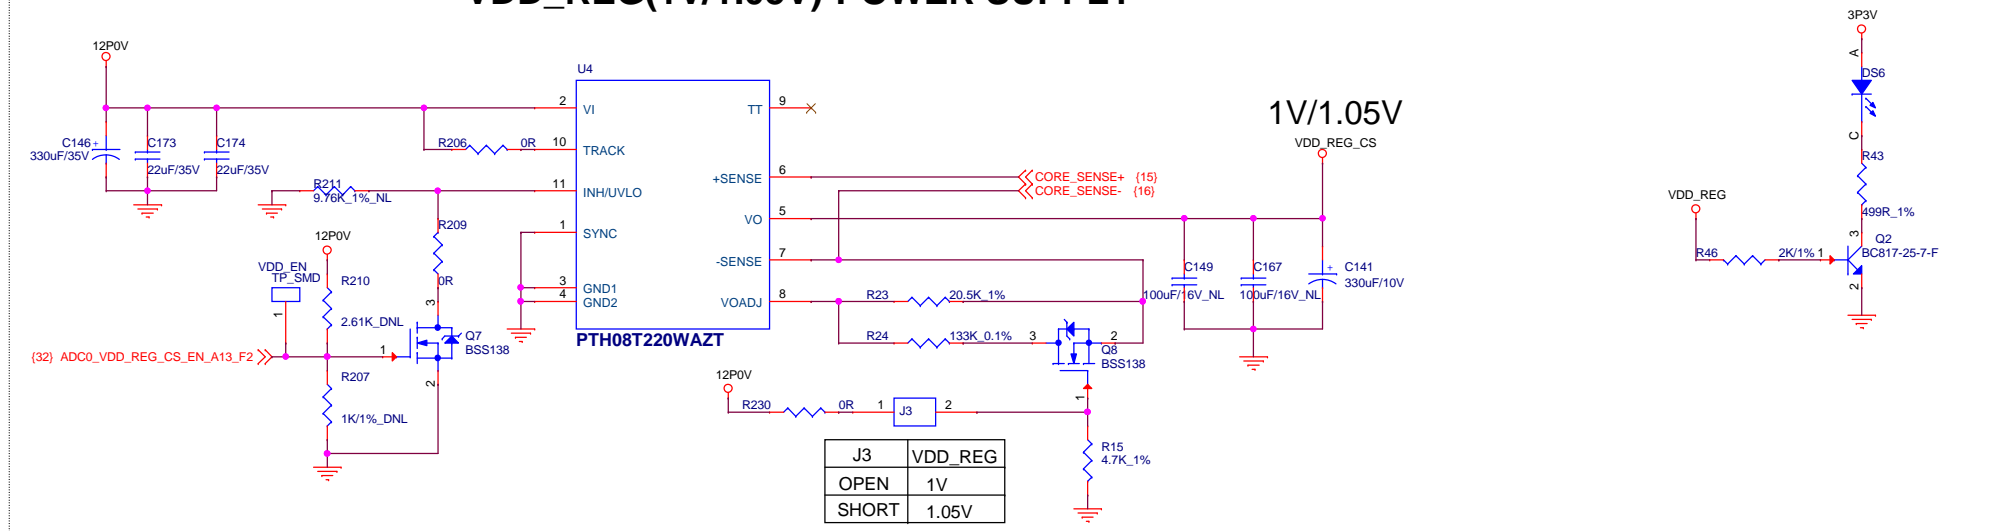 12P0V
C146
+
330uF/35V
C173
22uF/35V
C174
22uF/35V
R206
0R
R211
9.76K_1%_NL
R209
0R
12P0V
VDD_EN
TP_SMD
1
R210
2.61K_DNL
{32} ADC0_VDD_REG_CS_EN_A13_F2
R207
1K/1%_DNL
1
3
2
Q7
BSS138
U4
2 VI
10 TRACK
11 INH/UVLO
1 SYNC
3 GND1
4 GND2
TT 9
+SENSE 6
VO 5
-SENSE 7
VOADJ 8
PTH08T220WAZT
CORE_SENSE+ {15}
CORE_SENSE- {16}
R23
20.5K_1%
R24
133K_0.1%
3
2
1
Q8
BSS138
12P0V
R230
0R
1
J3
2
R15
4.7K_1%
J3 VDD_REG
OPEN 1V
SHORT 1.05V
1V/1.05V
VDD_REG_CS
C149
100uF/16V_NL
C167
100uF/16V_NL
+
C141
330uF/10V
3P3V
A
DS6
C
R43
499R_1%
VDD_REG
R46
2K/1%
1
3
2
Q2
BC817-25-7-F